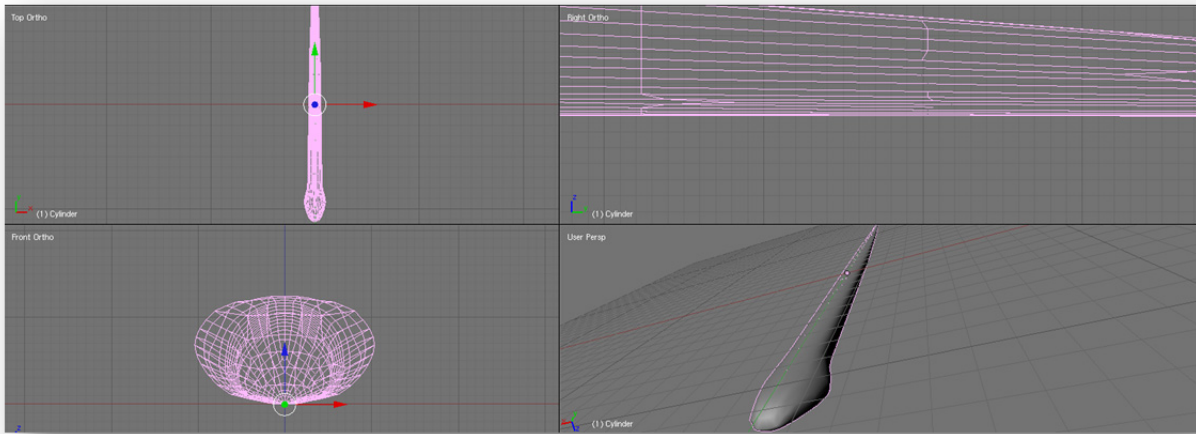 Top Ortho
(1) Cylinder
Right Ortho
(1) Cylinder
Front Ortho
User Persp
(1) Cylinder